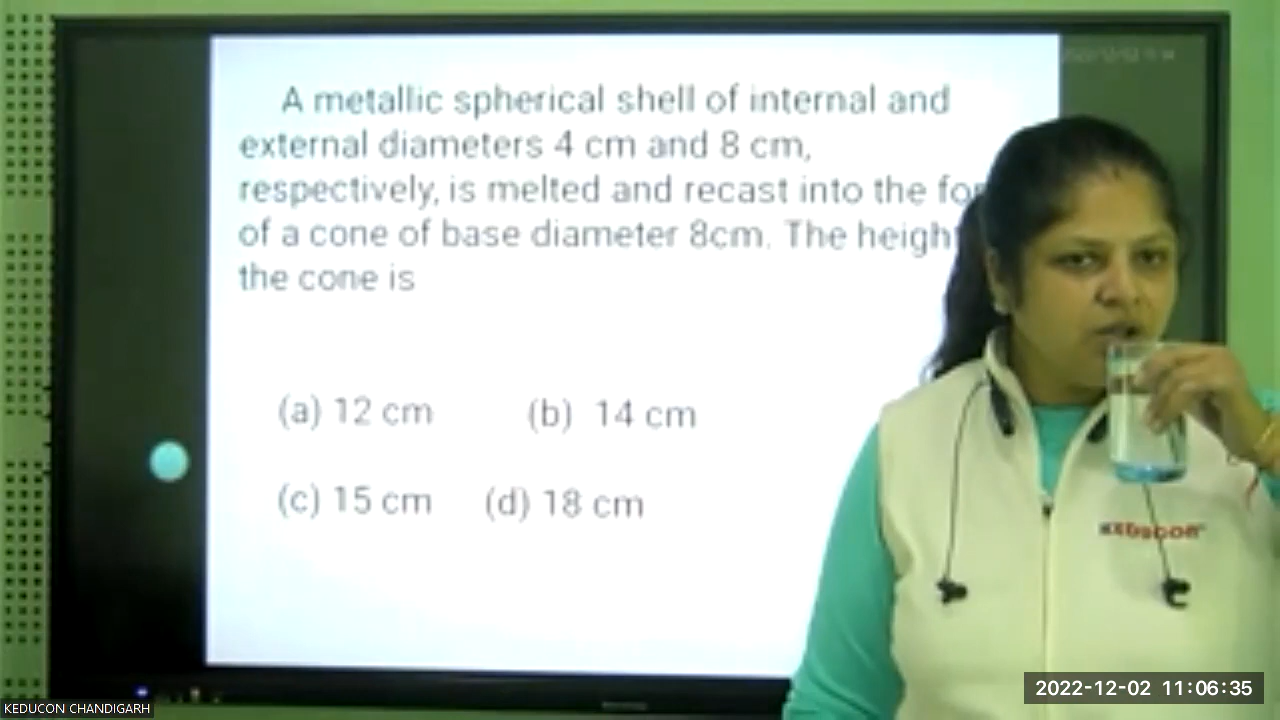 A metallic spherical shell of internal and
external diameters 4 cm and 8 cm,
respectively, is melted and recast into the
of a cone of base diameter 8cm. The
the cone is
(a) 12 cm (b) 14 cm
(c) 15 cm (d) 18 cm
2022-12-02 11:06:35
KEDUCON CHANDIGARH